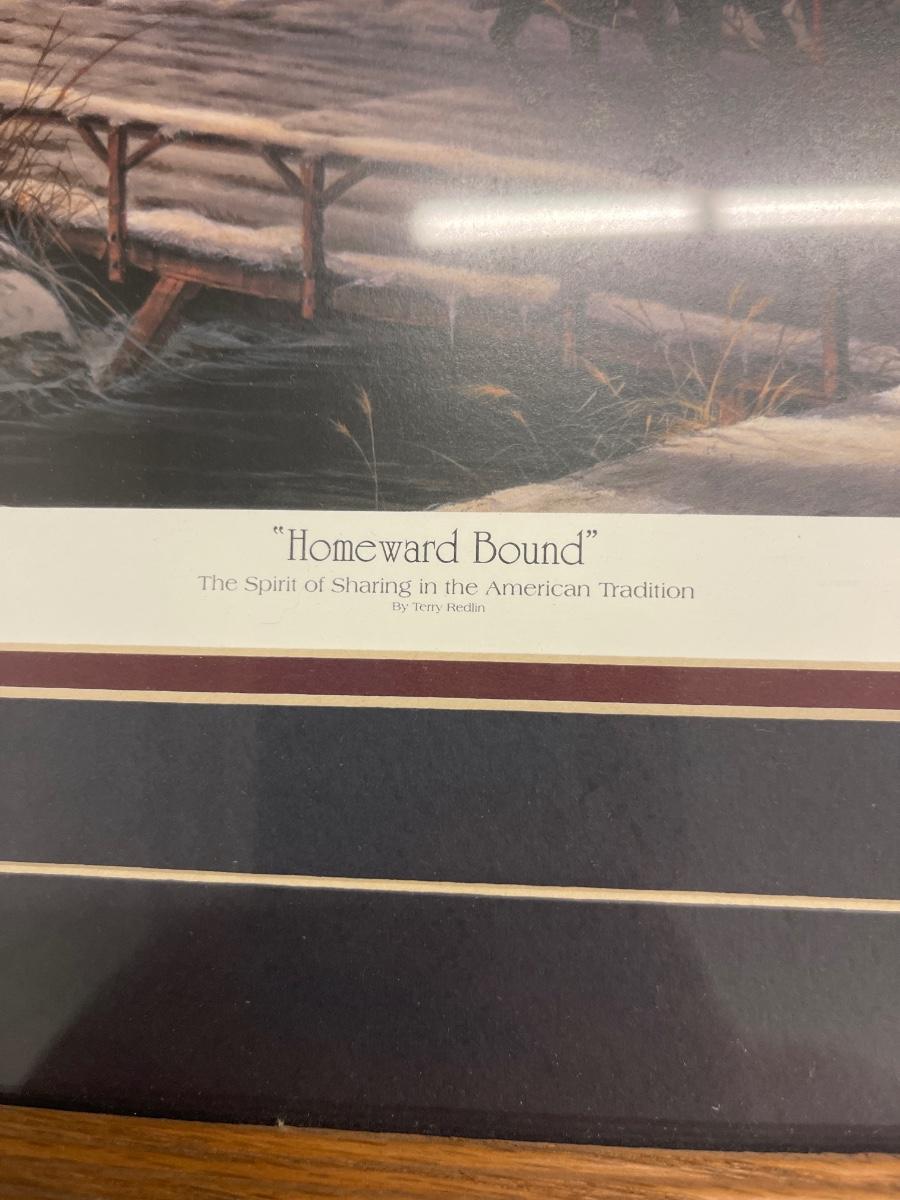 “Homeward Bound”
The Spirit of Sharing in the American Tradition
By Terry Redlin